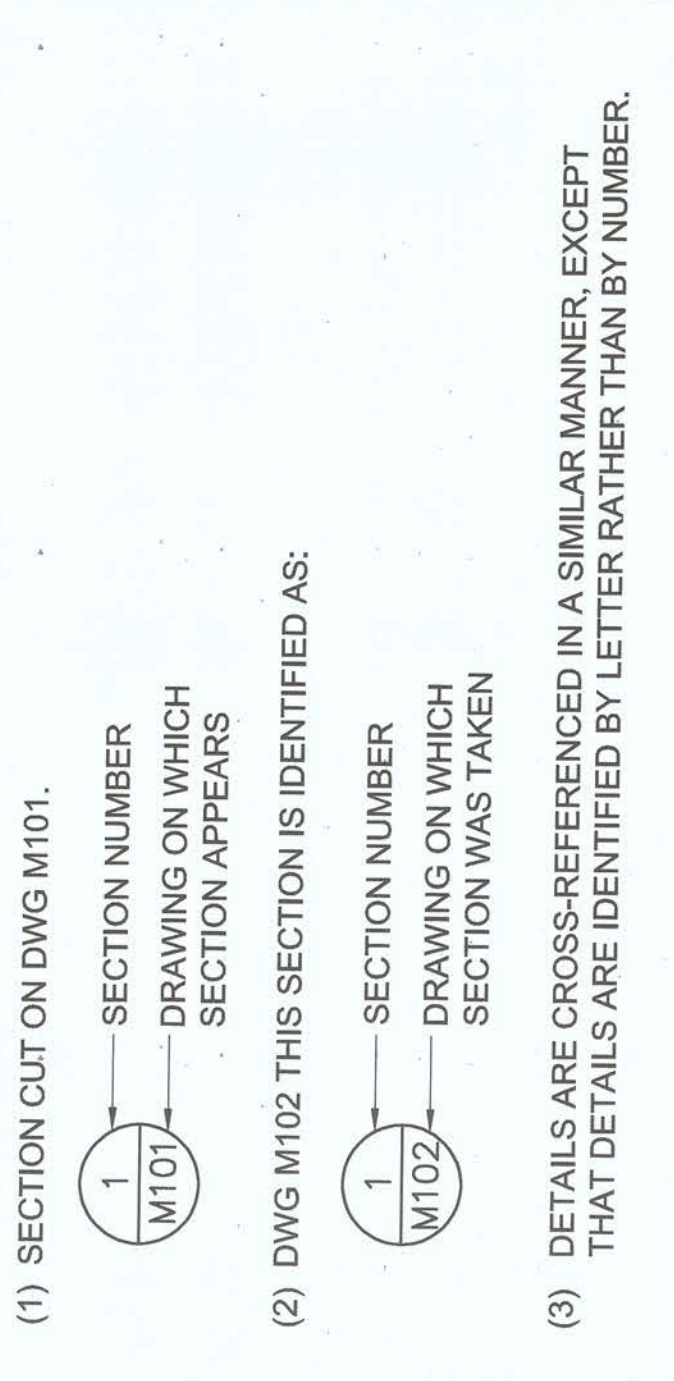 (1) SECTION CUT ON DWG M101.
1
SECTION NUMBER
M101
DRAWING ON WHICH
SECTION APPEARS
(2) DWG M102 THIS SECTION IS IDENTIFIED AS:
1
SECTION NUMBER
M102
DRAWING ON WHICH
SECTION WAS TAKEN
(3) DETAILS ARE CROSS-REFERENCED IN A SIMILAR MANNER, EXCEPT
THAT DETAILS ARE IDENTIFIED BY LETTER RATHER THAN BY NUMBER.